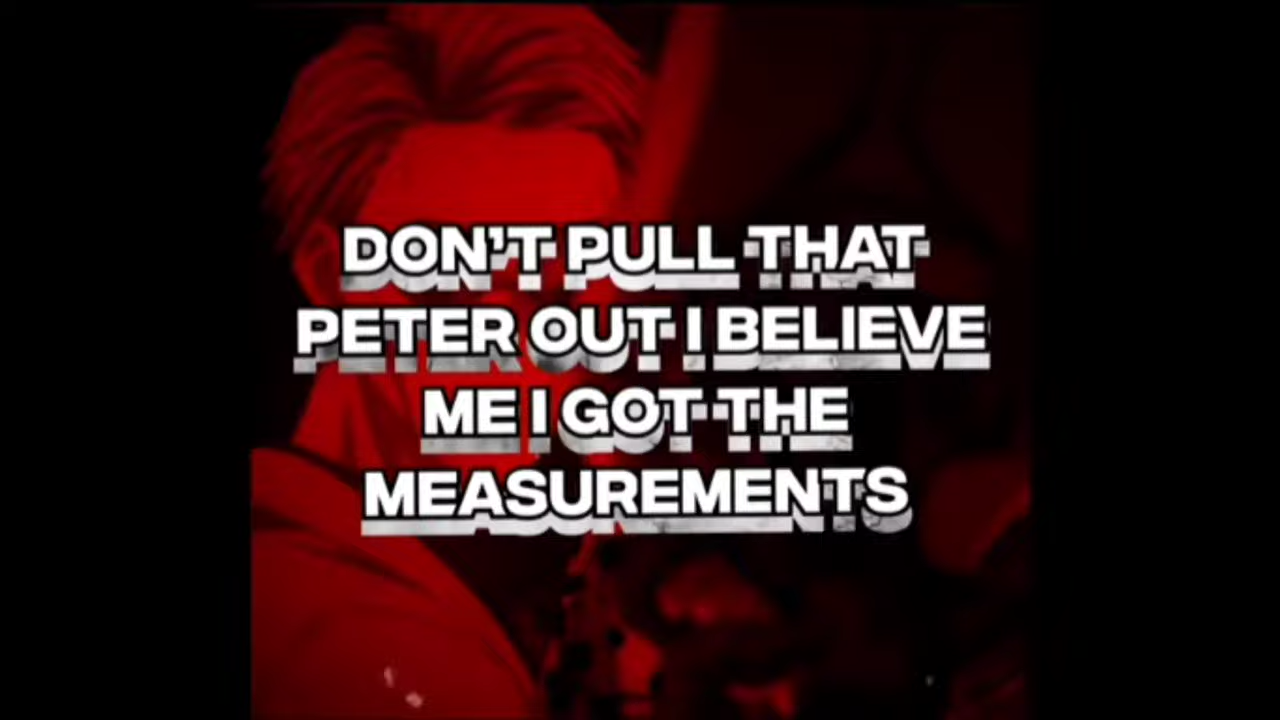 DON'T PULL THAT
PETER OUT I BELIEVE
ME I GOT THE
MEASUREMENTS